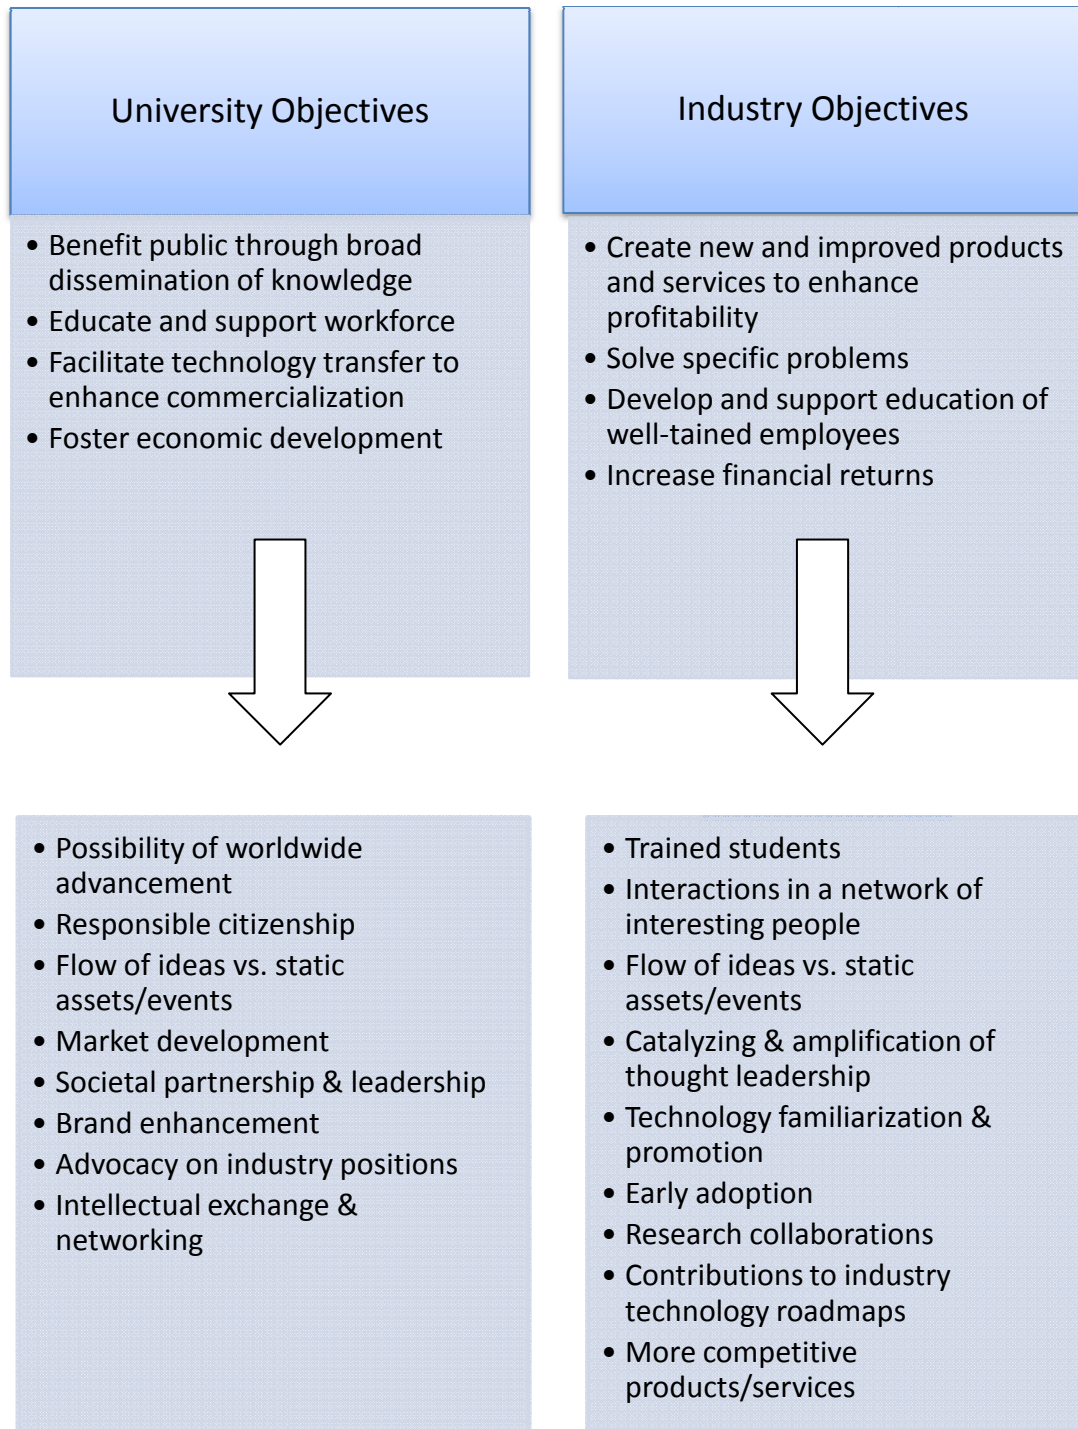 University Objectives
• Benefit public through broad
dissemination of knowledge
• Educate and support workforce
• Facilitate technology transfer to
enhance commercialization
• Foster economic development
Industry Objectives
• Create new and improved products
and services to enhance
profitability
• Solve specific problems
• Develop and support education of
well-tained employees
• Increase financial returns
• Possibility of worldwide
advancement
• Responsible citizenship
• Flow of ideas vs. static
assets/events
• Market development
• Societal partnership & leadership
• Brand enhancement
• Advocacy on industry positions
• Intellectual exchange &
networking
• Trained students
• Interactions in a network of
interesting people
• Flow of ideas vs. static
assets/events
• Catalyzing & amplification of
thought leadership
• Technology familiarization &
promotion
• Early adoption
• Research collaborations
• Contributions to industry
technology roadmaps
• More competitive
products/services